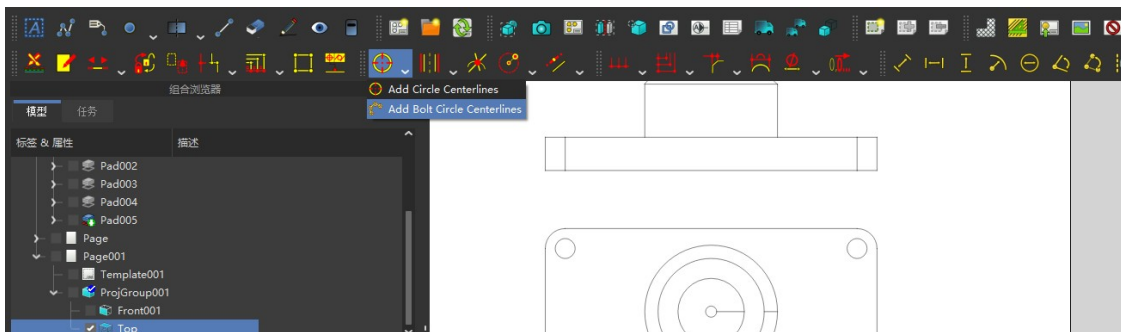 组合浏览器
Add Circle Centerlines
模型 任务
Add Bolt Circle Centerlines
标签 & 属性 描述
Pad002
Pad003
Pad004
Pad005
Page
Page001
Template001
ProjGroup001
Front001
Top